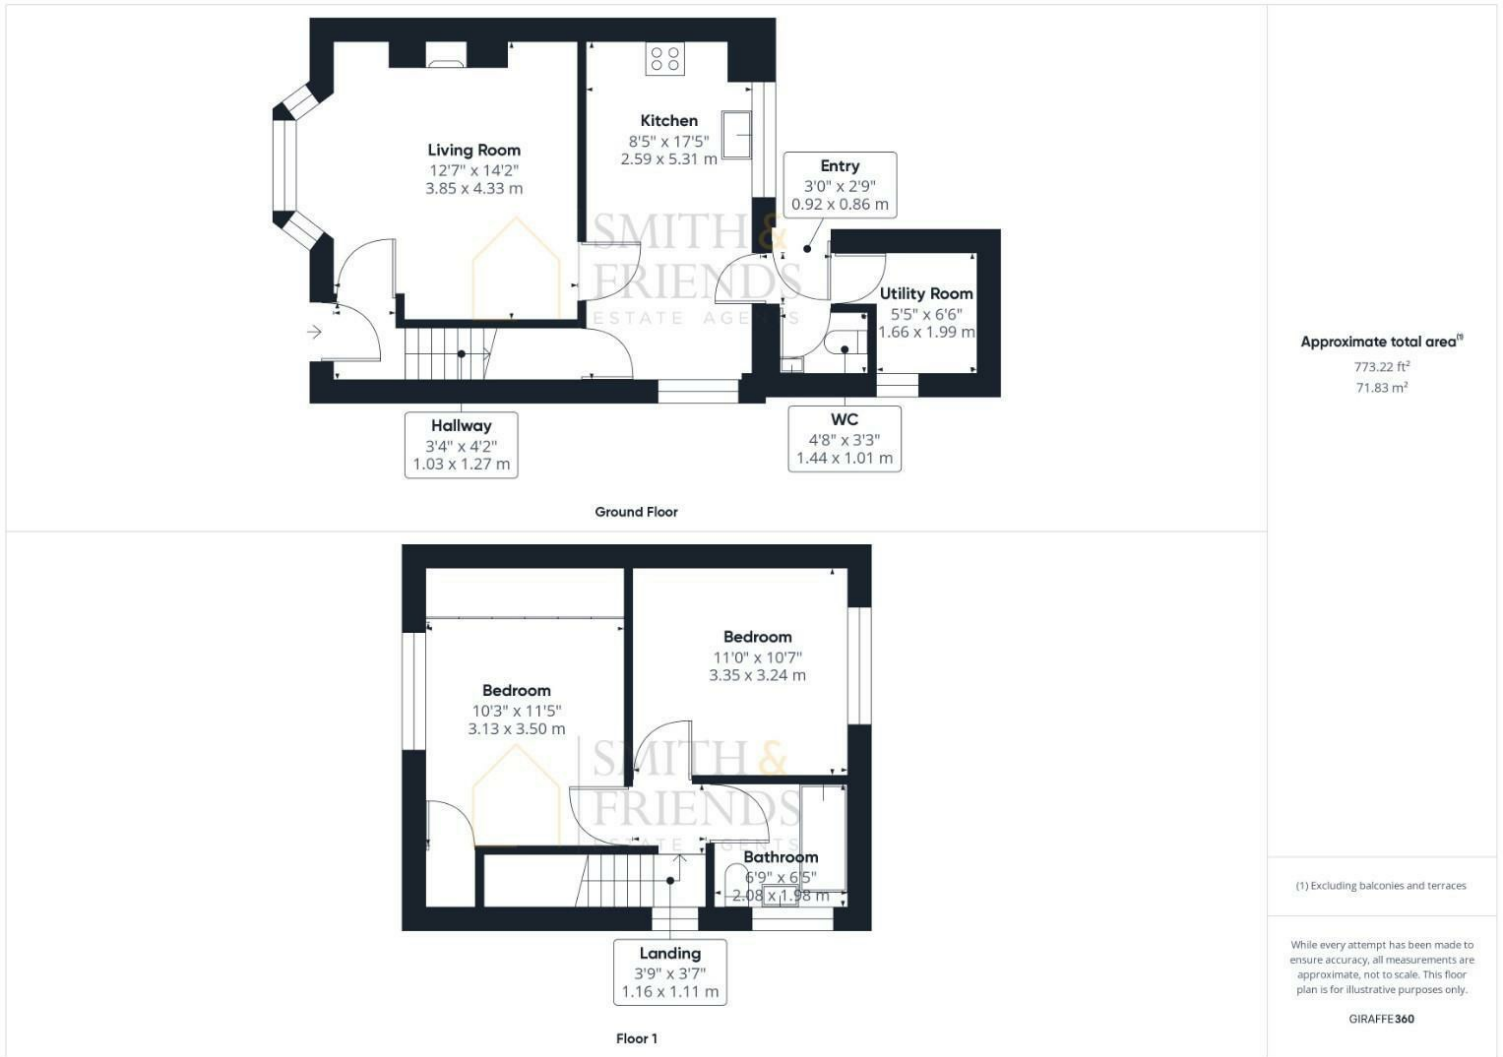 Living Room
12'7" x 14'2"
3.85 x 4.33 m
Kitchen
8'5" x 17'5"
2.59 x 5.31 m
Entry
3'0" x 2'9"
0.92 x 0.86 m
Utility Room
5'5" x 6'6"
1.66 x 1.99 m
SMITH &
FRIENDS
ESTATE AGENTS
Hallway
3'4" x 4'2"
1.03 x 1.27 m
WC
4'8" x 3'3"
1.44 x 1.01 m
Ground Floor
Bedroom
11'0" x 10'7"
3.35 x 3.24 m
Bedroom
10'3" x 11'5"
3.13 x 3.50 m
SMITH &
FRIENDS
ESTATE AGENTS
Bathroom
6'9" x 6'5"
2.08 x 1.98 m
Landing
3'9" x 3'7"
1.16 x 1.11 m
Floor 1
Approximate total area⁽¹⁾
773.22 ft²
71.83 m²
(1) Excluding balconies and terraces
While every attempt has been made to
ensure accuracy, all measurements are
approximate, not to scale. This floor
plan is for illustrative purposes only.
GIRAFFE360